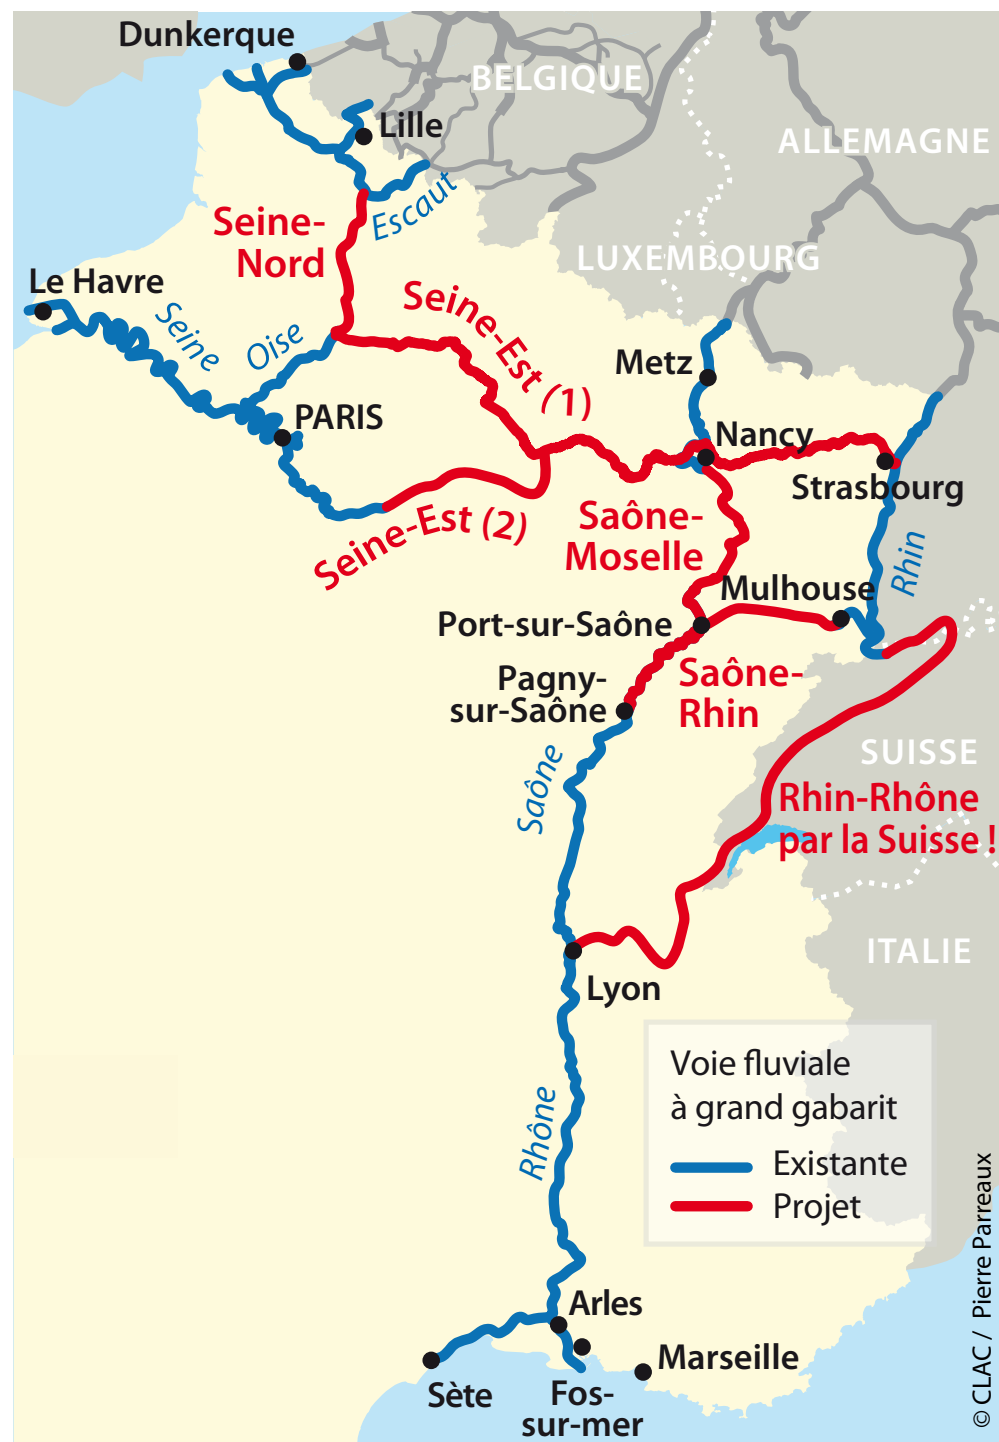 Dunkerque
BELGIQUE
Lille
ALLEMAGNE
Escaut
Seine-
Nord
LUXEMBOURG
Le Havre
Seine
Oise
Seine-Est (1)
Metz
PARIS
Nancy
Strasbourg
Seine-Est (2)
Saône-
Moselle
Rhin
Mulhouse
Port-sur-Saône
Saône-
Rhin
Pagny-
sur-Saône
SUISSE
Saône
Rhin-Rhône
par la Suisse !
ITALIE
Lyon
Voie fluviale
à grand gabarit
Existante
Projet
Rhône
Arles
Marseille
Sète
Fos-
sur-mer
© CLAC / Pierre Parreaux